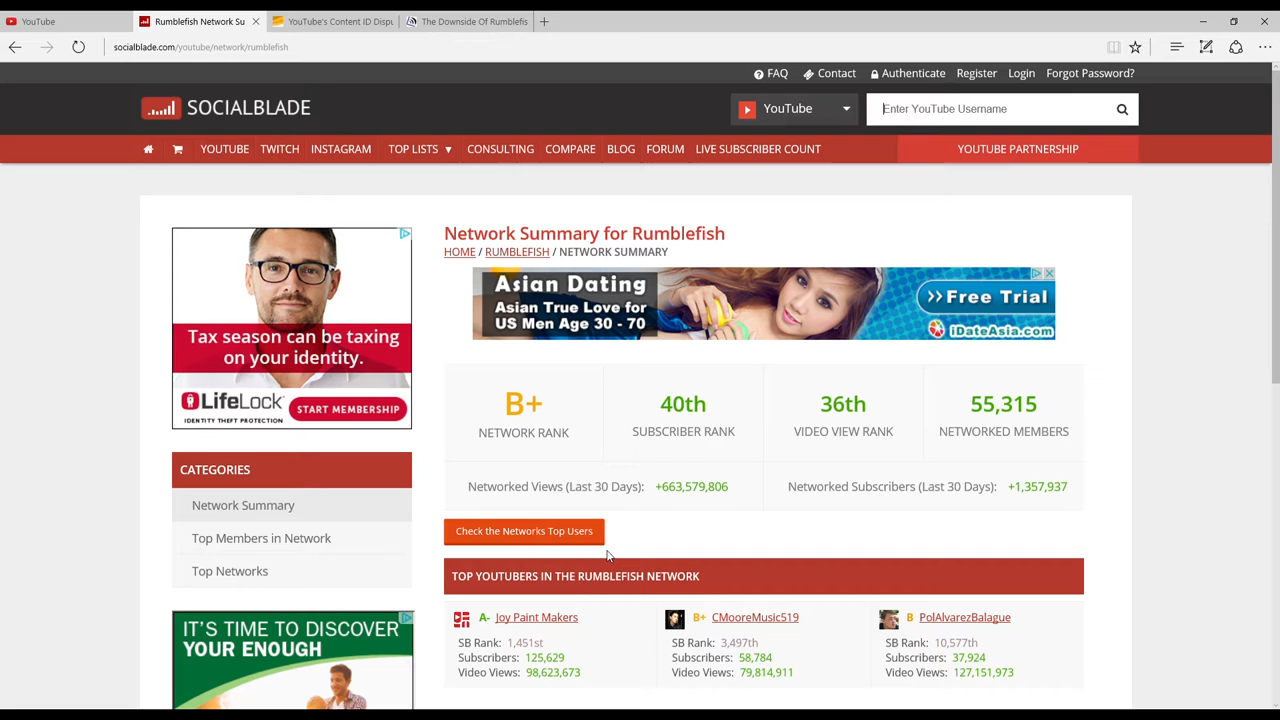 YouTube
Rumblefish Network Su
YouTube's Content ID Dispu
The Downside Of Rumblefis
socialblade.com/youtube/network/rumblefish
FAQ Contact Authenticate Register Login Forgot Password?
SOCIALBLADE
YouTube
Enter YouTube Username
YOUTUBE TWITCH INSTAGRAM TOP LISTS CONSULTING COMPARE BLOG FORUM LIVE SUBSCRIBER COUNT
YOUTUBE PARTNERSHIP
Tax season can be taxing
on your identity.
LifeLock
IDENTITY THEFT PROTECTION
START MEMBERSHIP
CATEGORIES
Network Summary
Top Members in Network
Top Networks
IT'S TIME TO DISCOVER
YOUR ENOUGH
Network Summary for Rumblefish
HOME / RUMBLEFISH / NETWORK SUMMARY
Asian Dating
Asian True Love for
US Men Age 30 - 70
>> Free Trial
iDateAsia.com
B+
NETWORK RANK
40th
SUBSCRIBER RANK
36th
VIDEO VIEW RANK
55,315
NETWORKED MEMBERS
Networked Views (Last 30 Days): +663,579,806
Networked Subscribers (Last 30 Days): +1,357,937
Check the Networks Top Users
TOP YOUTUBERS IN THE RUMBLEFISH NETWORK
A- Joy Paint Makers
SB Rank: 1,451st
Subscribers: 125,629
Video Views: 98,623,673
B+ CMooreMusic519
SB Rank: 3,497th
Subscribers: 58,784
Video Views: 79,814,911
B PolAlvarezBalague
SB Rank: 10,577th
Subscribers: 37,924
Video Views: 127,151,973